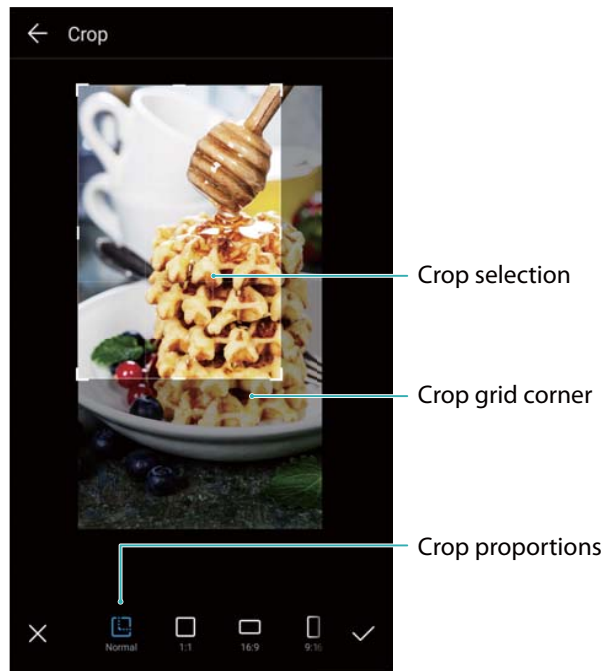 Crop
Crop selection
Crop grid corner
Crop proportions
Normal
1:1
16:9
9:16